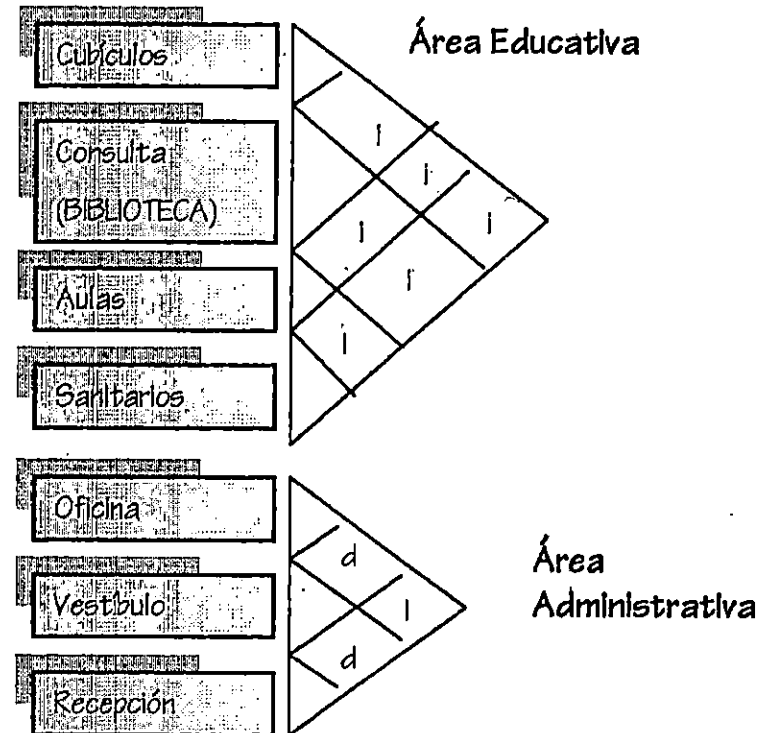 Área Educativa
Cubículos
i
Consulta
(BIBLIOTECA)
i
i
i
Aulas
i
i
Sanitarios
Oficina
d
Área
Administrativa
Vestíbulo
i
d
Recepción